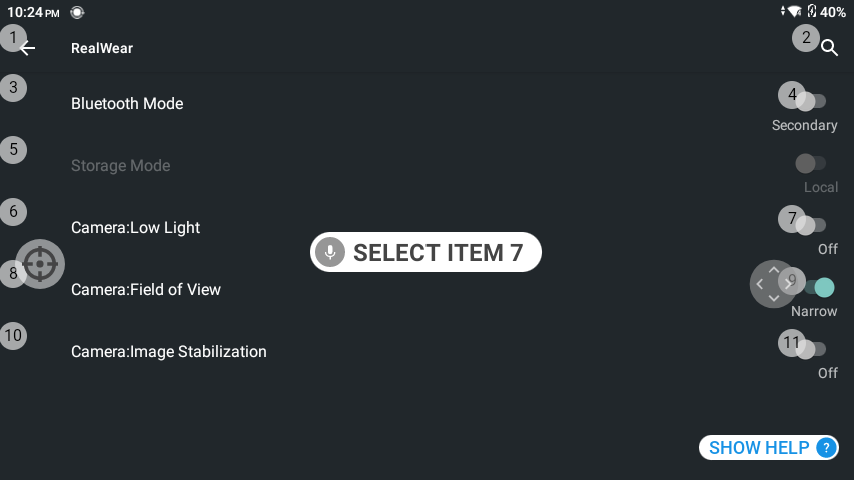 10:24 PM 40%
1 RealWear 2
3 Bluetooth Mode 4
Secondary
5 Storage Mode
Local
6 Camera:Low Light 7
Off
SELECT ITEM 7
8 Camera:Field of View 9
Narrow
10 Camera:Image Stabilization 11
Off
SHOW HELP ?